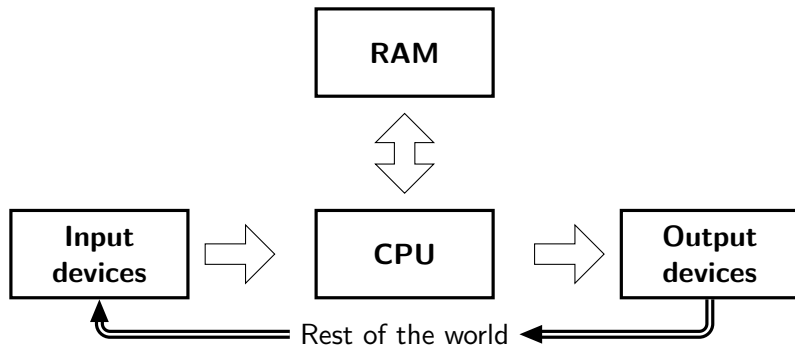 RAM
Input
devices
CPU
Output
devices
Rest of the world